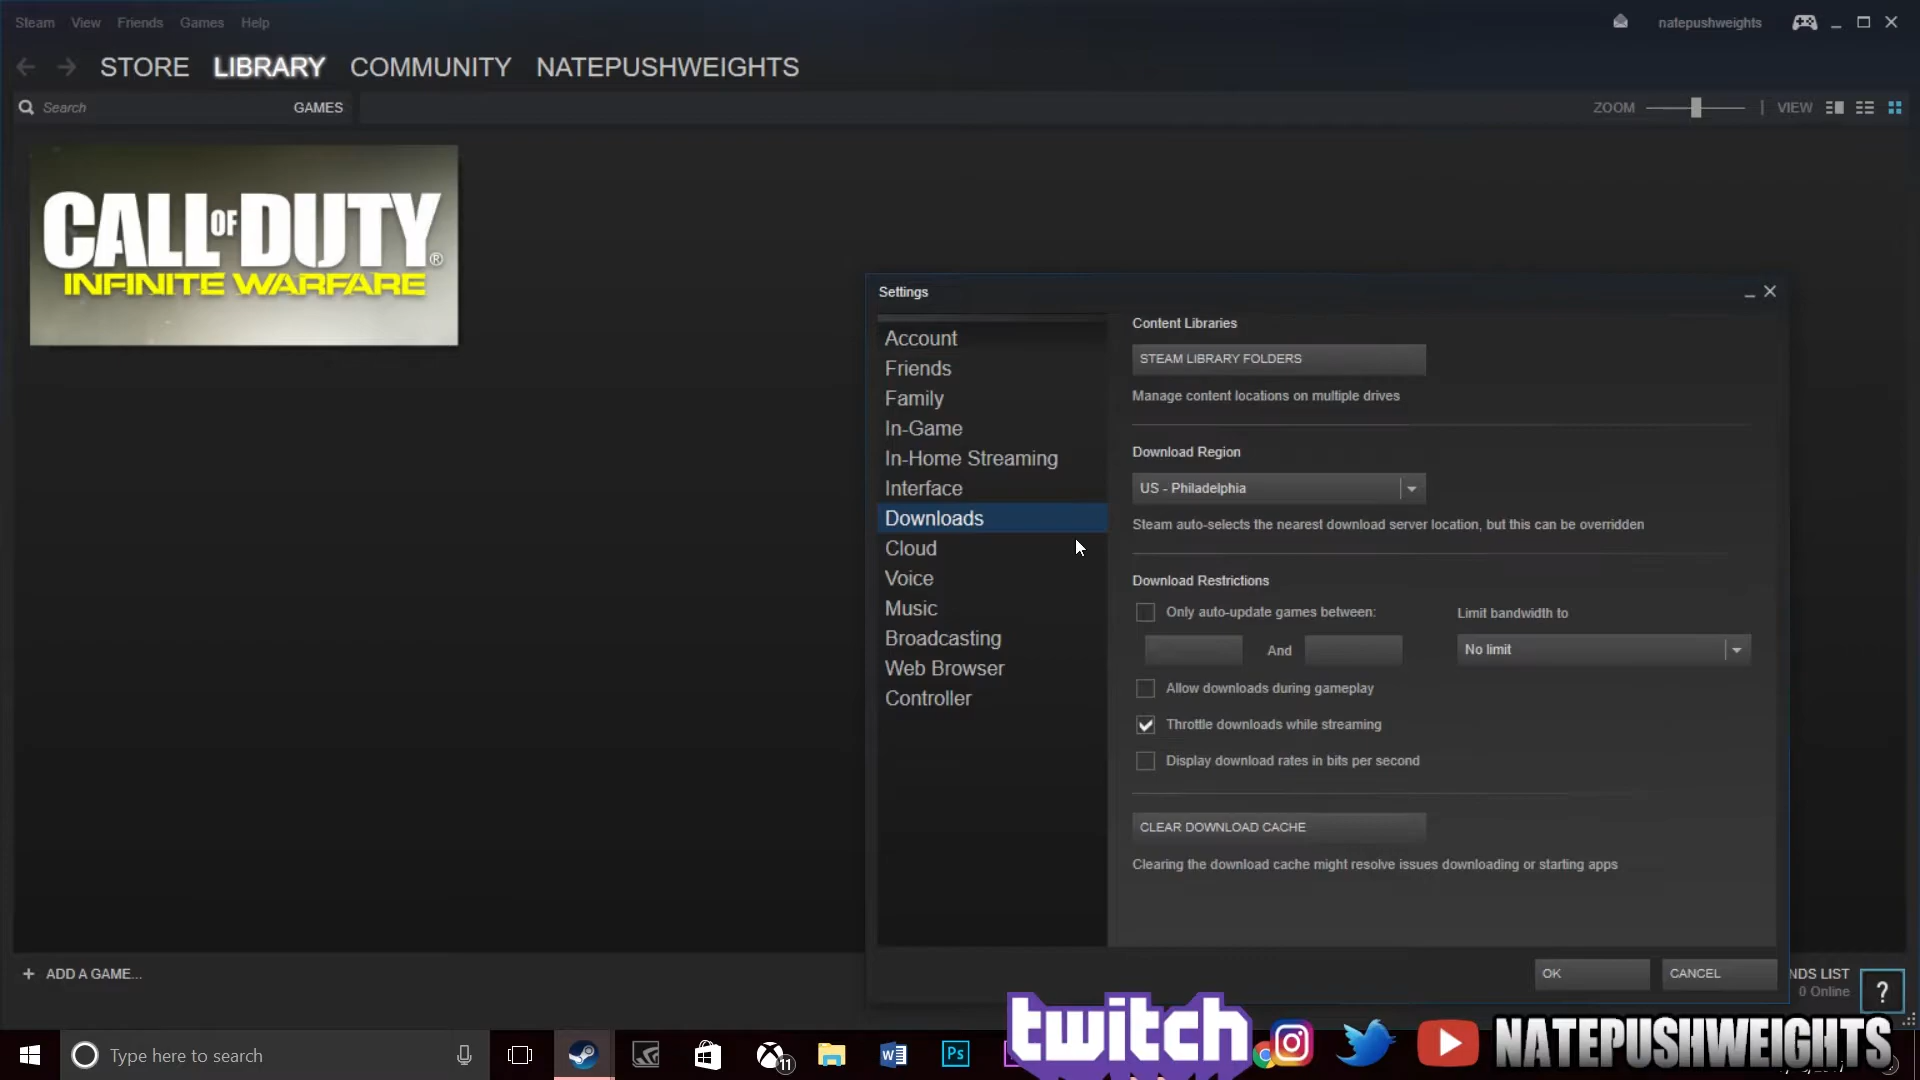 Steam View Friends Games Help
natepushweights
STORE LIBRARY COMMUNITY NATEPUSHWEIGHTS
Search GAMES
ZOOM | VIEW
CALL OF DUTY®
INFINITE WARFARE
Settings
Account
Friends
Family
In-Game
In-Home Streaming
Interface
Downloads
Cloud
Voice
Music
Broadcasting
Web Browser
Controller
Content Libraries
STEAM LIBRARY FOLDERS
Manage content locations on multiple drives
Download Region
US - Philadelphia
Steam auto-selects the nearest download server location, but this can be overridden
Download Restrictions
Only auto-update games between:
Limit bandwidth to
And
No limit
Allow downloads during gameplay
Throttle downloads while streaming
Display download rates in bits per second
CLEAR DOWNLOAD CACHE
Clearing the download cache might resolve issues downloading or starting apps
OK CANCEL
+ ADD A GAME...
NDS LIST
0 Online
?
Type here to search
11
Ps
twitch
NATEPUSHWEIGHTS